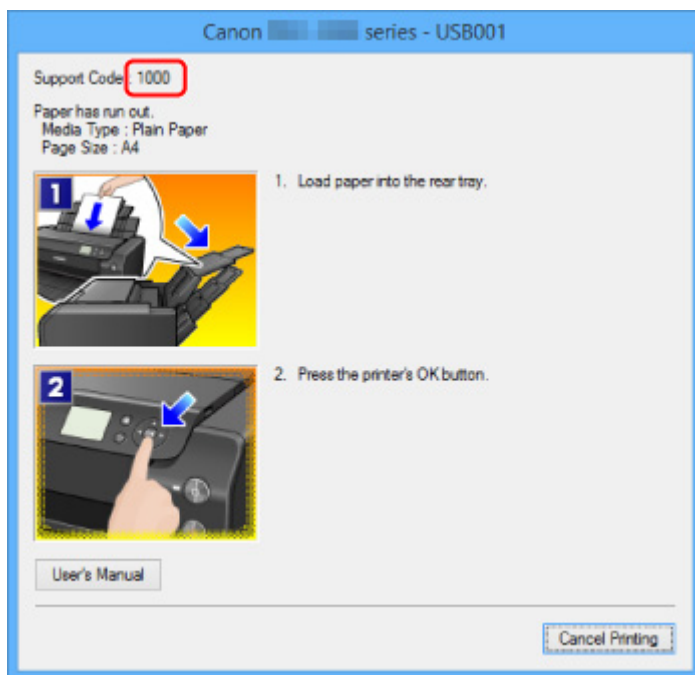 Canon series - USB001
Support Code : 1000
Paper has run out.
Media Type : Plain Paper
Page Size : A4
1
1. Load paper into the rear tray.
2
2. Press the printer's OK button.
User's Manual
Cancel Printing